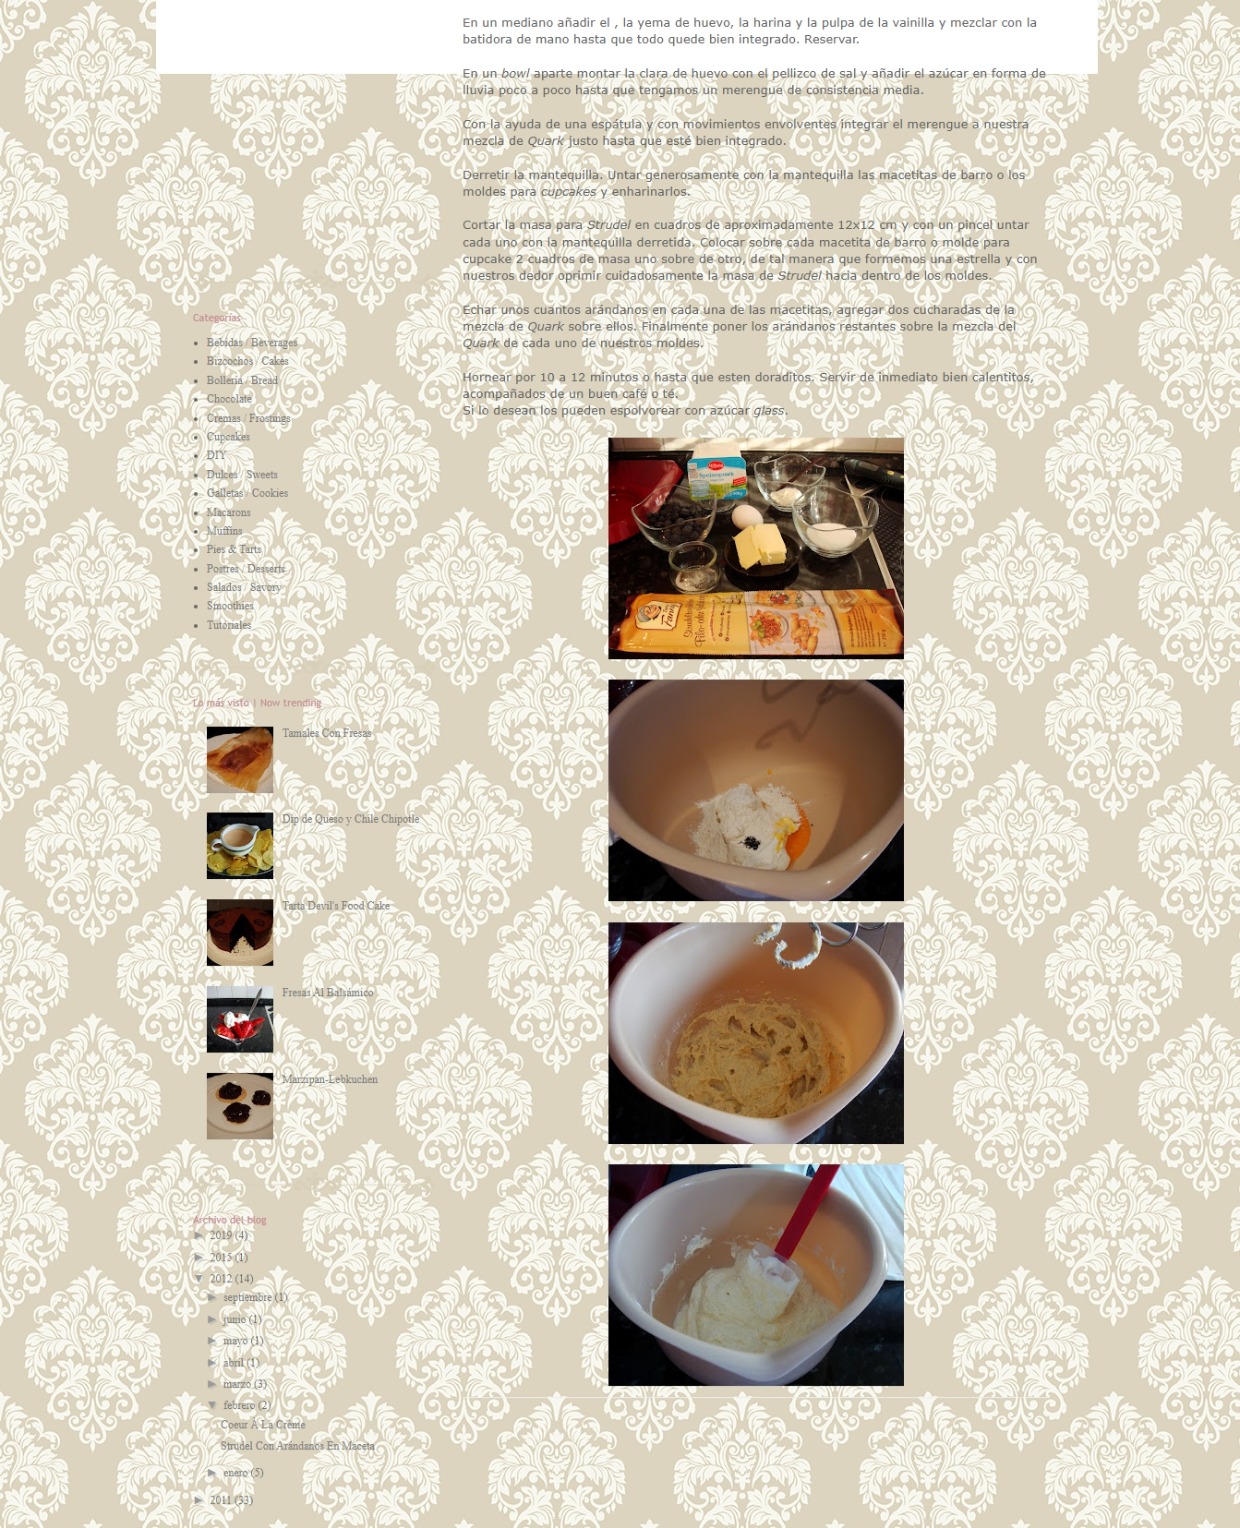 En un mediano añadir el , la yema de huevo, la harina y la pulpa de la vainilla y mezclar con la
batidora de mano hasta que todo quede bien integrado. Reservar.
En un bowl aparte montar la clara de huevo con el pellizco de sal y añadir el azúcar en forma de
lluvia poco a poco hasta que tengamos un merengue de consistencia media.
Con la ayuda de una espátula y con movimientos envolventes integrar el merengue a nuestra
mezcla de Quark justo hasta que esté bien integrado.
Derretir la mantequilla. Untar generosamente con la mantequilla las macetitas de barro o los
moldes para cupcakes y enharinarlos.
Cortar la masa para Strudel en cuadros de aproximadamente 12x12 cm y con un pincel untar
cada uno con la mantequilla derretida. Colocar sobre cada macetita de barro o molde para
cupcake 2 cuadros de masa uno sobre de otro, de tal manera que formemos una estrella y con
nuestros dedor oprimir cuidadosamente la masa de Strudel hacia dentro de los moldes.
Echar unos cuantos arándanos en cada una de las macetitas, agregar dos cucharadas de la
mezcla de Quark sobre ellos. Finalmente poner los arándanos restantes sobre la mezcla del
Quark de cada uno de nuestros moldes.
Hornear por 10 a 12 minutos o hasta que esten doraditos. Servir de inmediato bien calentitos,
acompañados de un buen café o té.
Si lo desean los pueden espolvorear con azúcar glass.
Categorías
Bebidas / Beverages
Bizcochos / Cakes
Bollería / Bread
Chocolate
Cremas / Frostings
Cupcakes
DIY
Dulces / Sweets
Galletas / Cookies
Macarons
Muffins
Pies & Tarts
Postres / Desserts
Salados / Savory
Smoothies
Tutoriales
Lo más visto | Now trending
Tamales Con Fresas
Dip de Queso y Chile Chipotle
Tarta Devil's Food Cake
Fresas Al Balsámico
Marzipan-Lebkuchen
Archivo del blog
► 2019 (4)
► 2015 (1)
▼ 2012 (14)
► septiembre (1)
► junio (1)
► mayo (1)
► abril (1)
► marzo (3)
▼ febrero (2)
Coeur À La Crème
Strudel Con Arándanos En Maceta
► enero (5)
► 2011 (33)